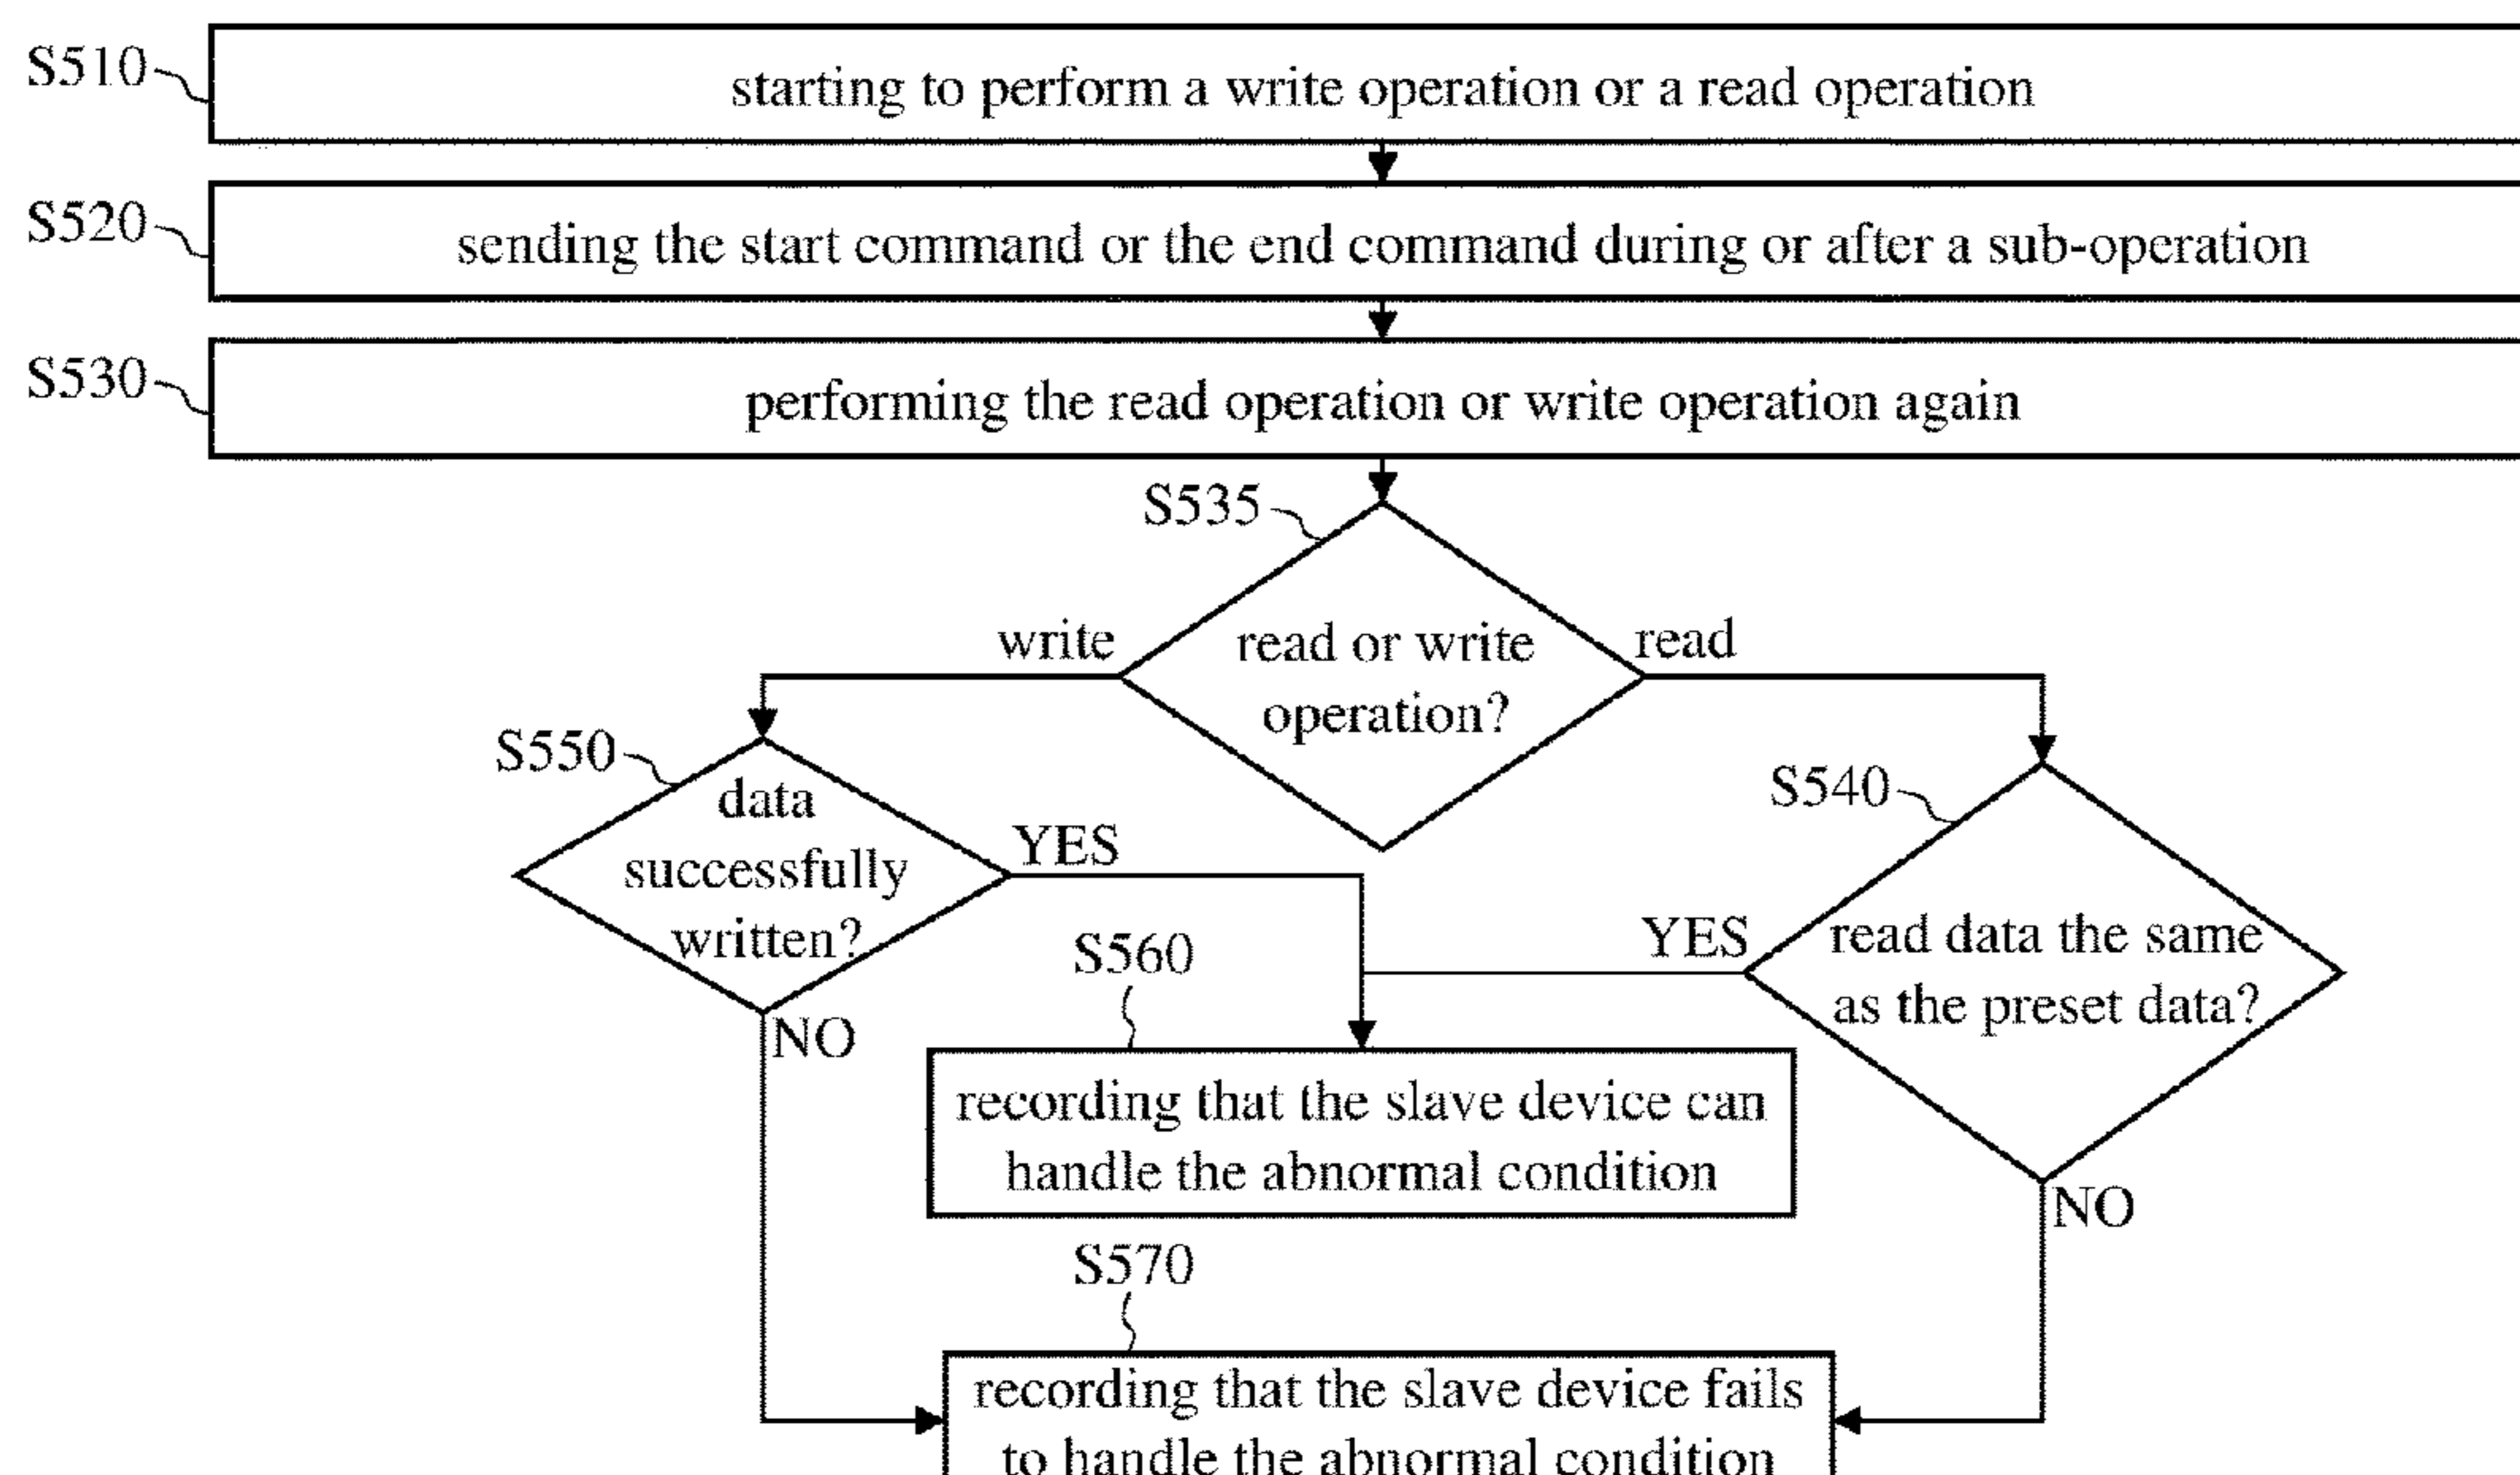 S510
starting to perform a write operation or a read operation
S520
sending the start command or the end command during or after a sub-operation
S530
performing the read operation or write operation again
S535
write
read or write
operation?
read
S550
data
successfully
written?
YES
NO
S540
read data the same
as the preset data?
YES
NO
S560
recording that the slave device can
handle the abnormal condition
S570
recording that the slave device fails
to handle the abnormal condition